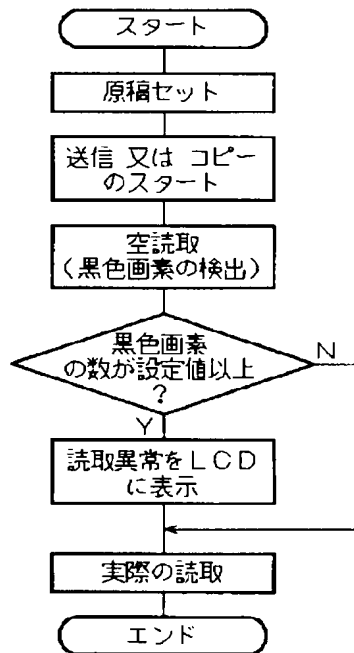 スタート
原稿セット
送信 又は コピー
のスタート
空読取
(黒色画素の検出)
黒色画素
の数が設定値以上
?
N
Y
読取異常をLCD
に表示
実際の読取
エンド